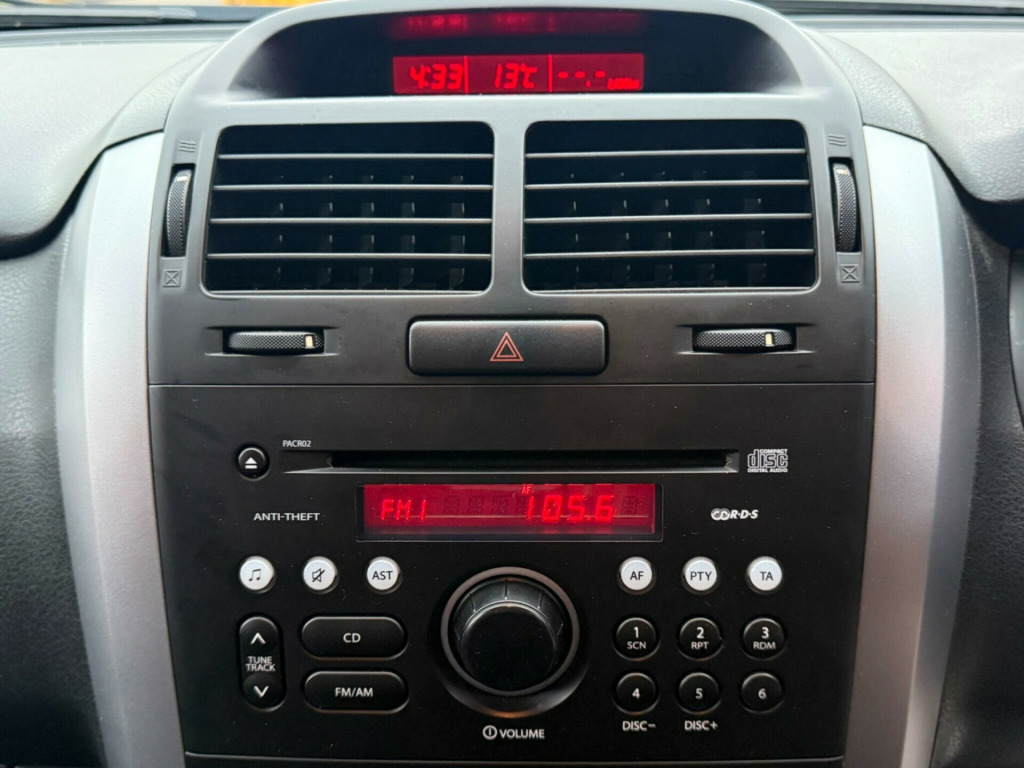 4:33 13°C --.-
PACR02
COMPACT
disc
DIGITAL AUDIO
AF
FM1 105.6
ANTI-THEFT
R·D·S
AST AF PTY TA
1 2 3
SCN RPT RDM
CD
TUNE
TRACK
FM/AM
4 5 6
DISC− DISC+
VOLUME